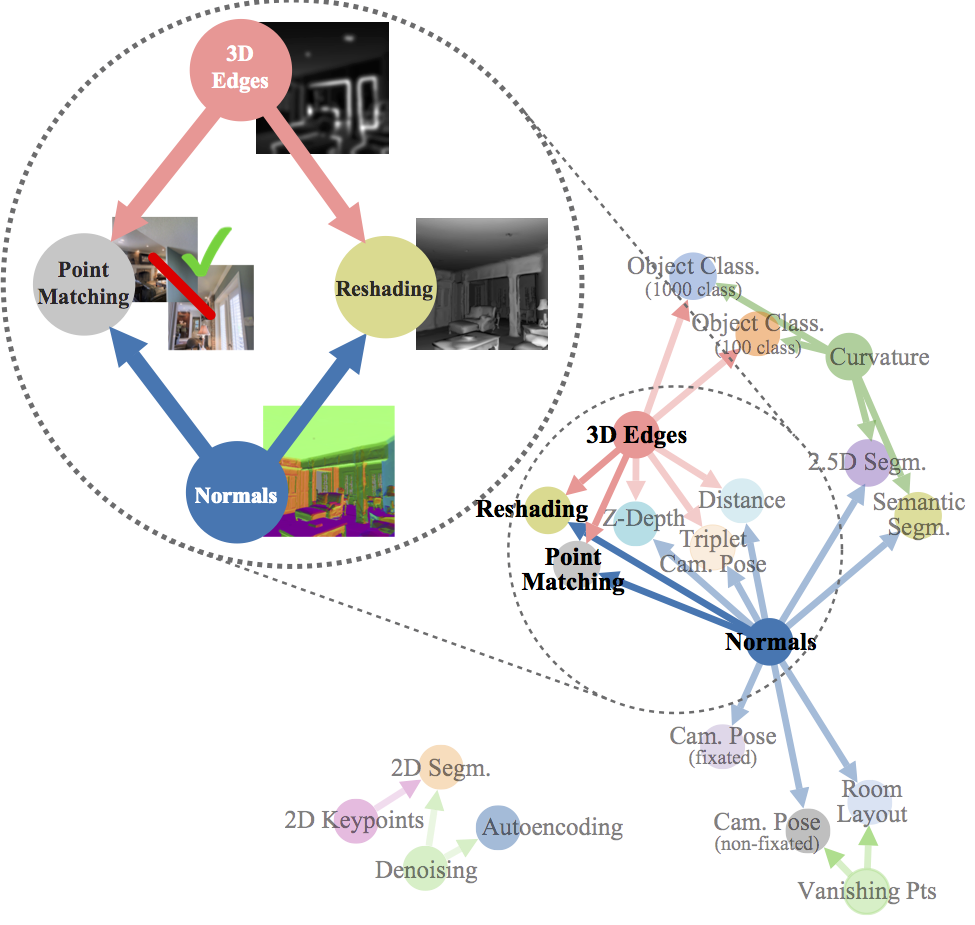 3D
Edges
Point
Matching
Reshading
Normals
Object Class.
(1000 class)
Object Class.
(100 class)
Curvature
3D Edges
2.5D Segm.
Distance
Semantic
Segm.
Reshading
Z-Depth
Triplet
Cam. Pose
Point
Matching
Normals
Cam. Pose
(fixated)
2D Segm.
Room
Layout
2D Keypoints
Autoencoding
Cam. Pose
(non-fixated)
Denoising
Vanishing Pts